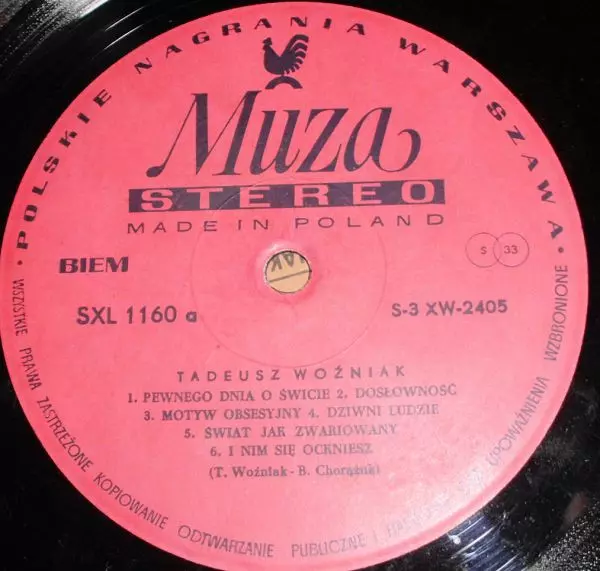 • POLSKIE NAGRANIA WARSZAWA •
Muza
STEREO
MADE IN POLAND
BIEM
S 33
SXL 1160 a
S-3 XW-2405
TADEUSZ WOŹNIAK
1. PEWNEGO DNIA O ŚWICIE 2. DOSŁOWNOŚĆ
3. MOTYW OBSESYJNY 4. DZIWNI LUDZIE
5. ŚWIAT JAK ZWARIOWANY
6. I NIM SIĘ OCKNIESZ
(T. Woźniak-B. Chorążuk)
WSZYSTKIE PRAWA ZASTRZEŻONE KOPIOWANIE ODTWARZANIE PUBLICZNE I UPOWAŻNIENIA WZBRONIONE